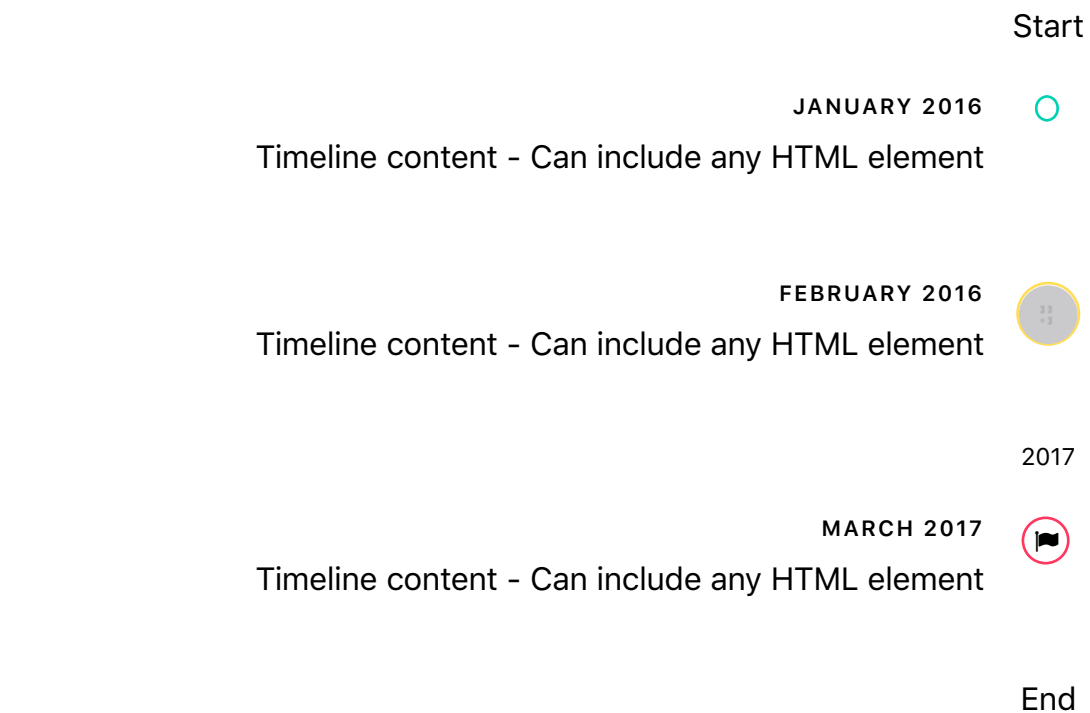 Start
JANUARY 2016
Timeline content - Can include any HTML element
FEBRUARY 2016
Timeline content - Can include any HTML element
2017
MARCH 2017
Timeline content - Can include any HTML element
End